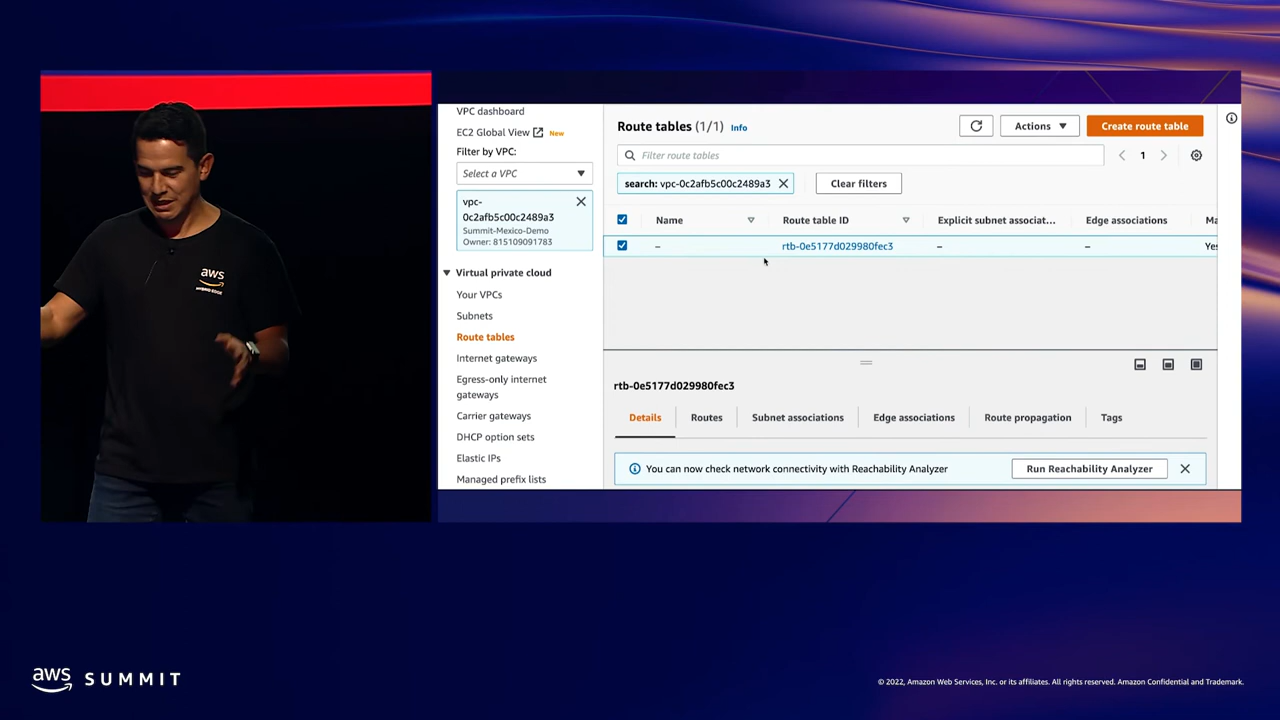 aws
HYBRID EDGE
VPC dashboard
EC2 Global View New
Filter by VPC:
Select a VPC
vpc-
0c2afb5c00c2489a3
Summit-Mexico-Demo
Owner: 815109091783
Virtual private cloud
Your VPCs
Subnets
Route tables
Internet gateways
Egress-only internet
gateways
Carrier gateways
DHCP option sets
Elastic IPs
Managed prefix lists
Route tables (1/1) Info
Actions
Create route table
Filter route tables
1
search: vpc-0c2afb5c00c2489a3
Clear filters
Name Route table ID Explicit subnet associat... Edge associations Ma
– rtb-0e5177d029980fec3 – – Yes
rtb-0e5177d029980fec3
Details Routes Subnet associations Edge associations Route propagation Tags
You can now check network connectivity with Reachability Analyzer Run Reachability Analyzer
aws SUMMIT
© 2022, Amazon Web Services, Inc. or its affiliates. All rights reserved. Amazon Confidential and Trademark.